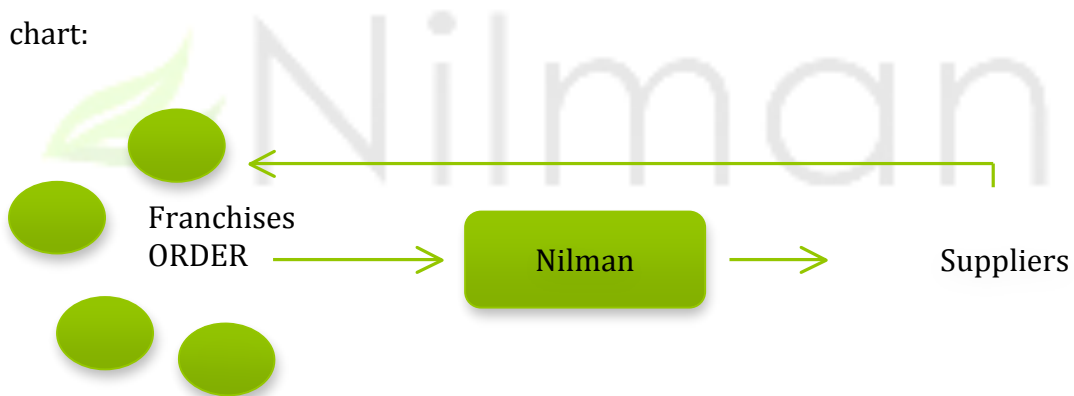 chart:
Nilman
Franchises
ORDER
Nilman
Suppliers